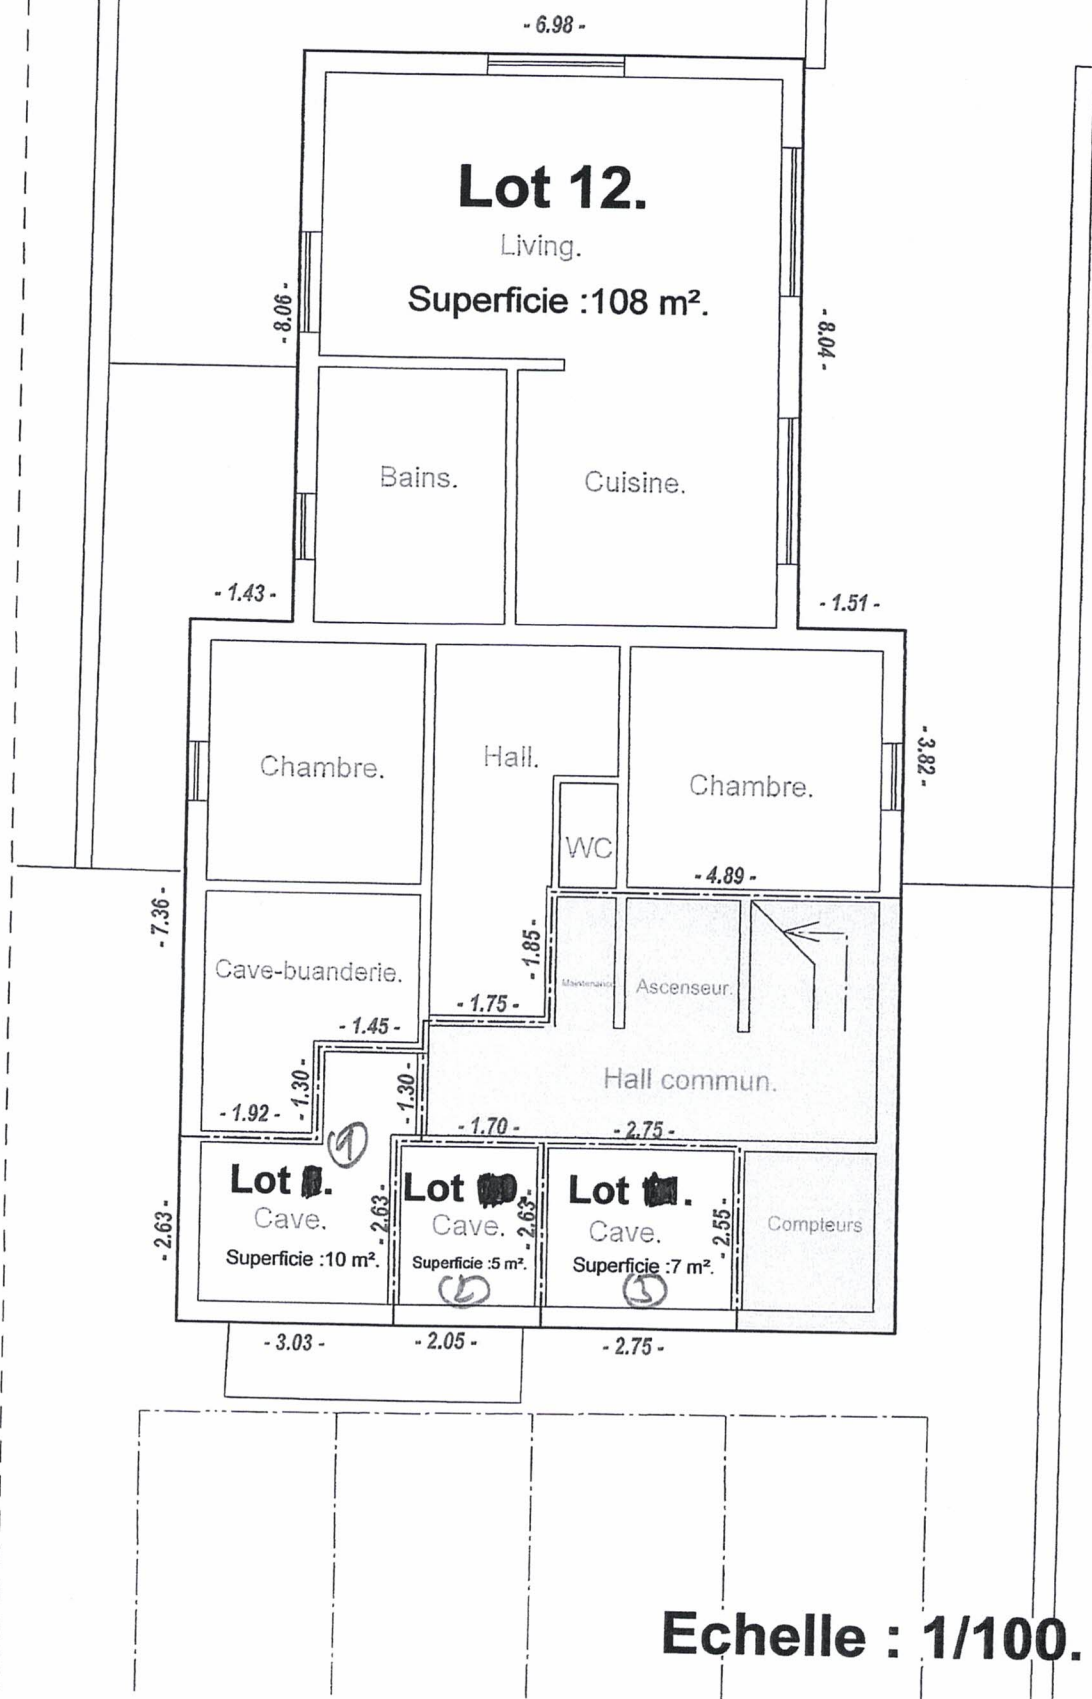 - 6.98 -
Lot 12.
Living.
Superficie :108 m².
- 8.06 -
- 8.04 -
Bains.
Cuisine.
- 1.43 -
- 1.51 -
Chambre.
Hall.
Chambre.
- 3.82 -
WC
- 4.89 -
- 7.36 -
Cave-buanderie.
- 1.85 -
Maintenance
Ascenseur.
- 1.75 -
- 1.45 -
- 1.30 -
- 1.30 -
Hall commun.
- 1.92 -
- 1.70 -
- 2.75 -
1
Lot .
Cave.
Superficie :10 m².
- 2.63 -
- 2.63 -
Lot
Cave.
Superficie :5 m².
2
- 2.63 -
Lot .
Cave.
Superficie :7 m².
3
- 2.55 -
Compteurs
- 3.03 -
- 2.05 -
- 2.75 -
Echelle : 1/100.